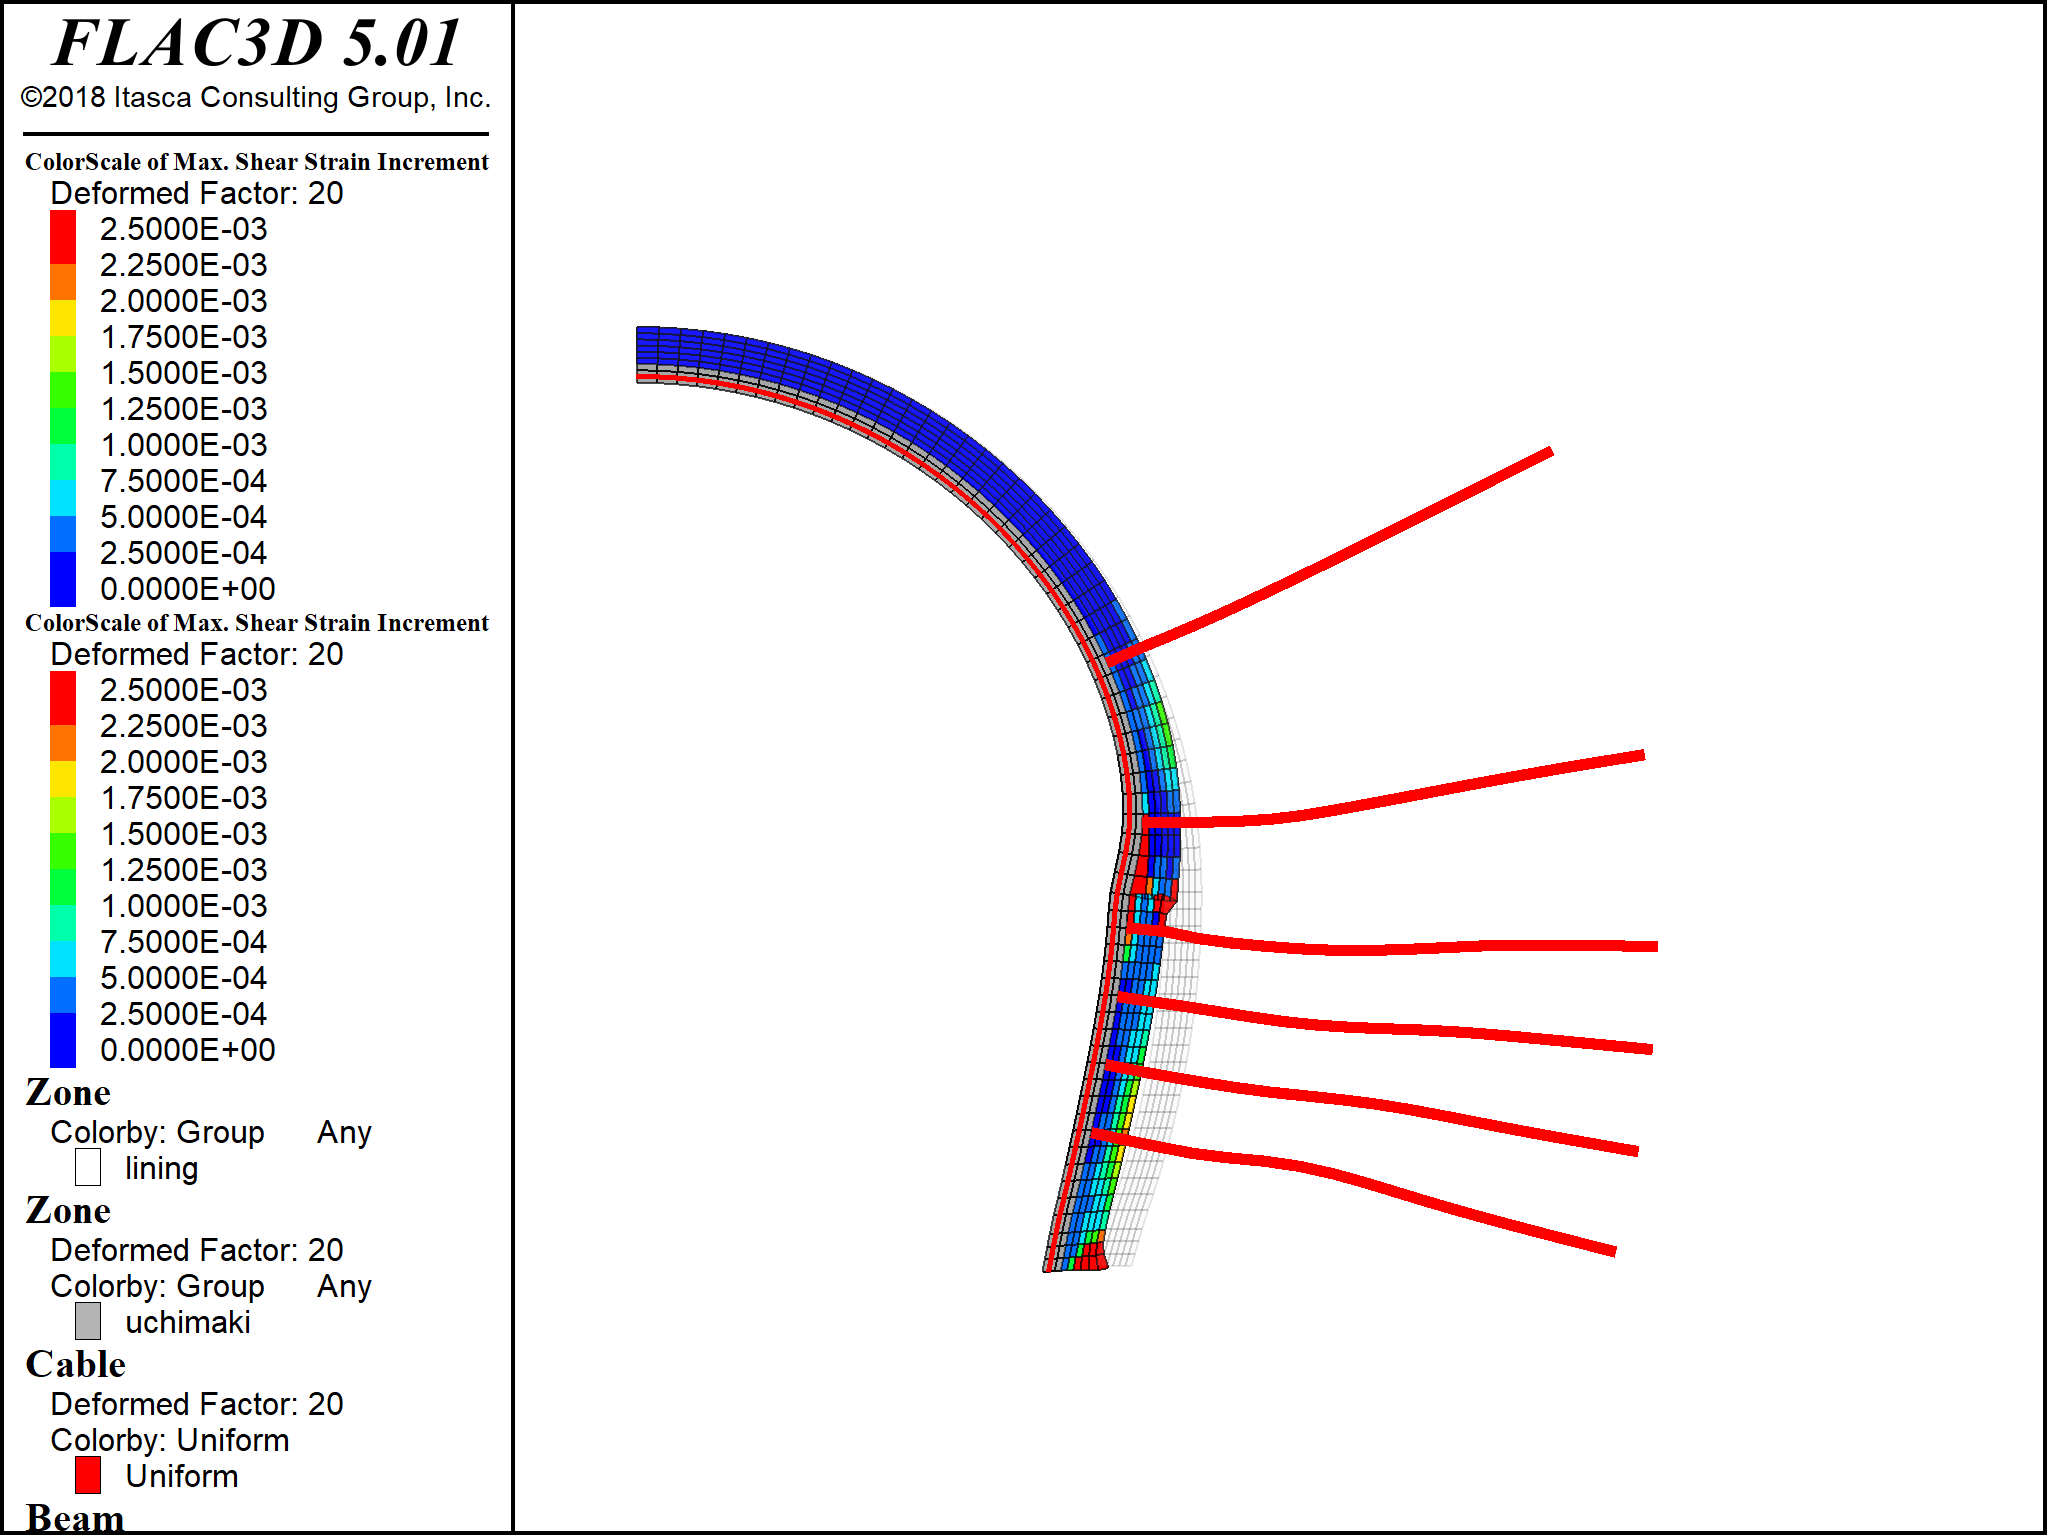 FLAC3D 5.01
©2018 Itasca Consulting Group, Inc.
ColorScale of Max. Shear Strain Increment
Deformed Factor: 20
2.5000E-03
2.2500E-03
2.0000E-03
1.7500E-03
1.5000E-03
1.2500E-03
1.0000E-03
7.5000E-04
5.0000E-04
2.5000E-04
0.0000E+00
ColorScale of Max. Shear Strain Increment
Deformed Factor: 20
2.5000E-03
2.2500E-03
2.0000E-03
1.7500E-03
1.5000E-03
1.2500E-03
1.0000E-03
7.5000E-04
5.0000E-04
2.5000E-04
0.0000E+00
Zone
Colorby: Group Any
lining
Zone
Deformed Factor: 20
Colorby: Group Any
uchimaki
Cable
Deformed Factor: 20
Colorby: Uniform
Uniform
Beam